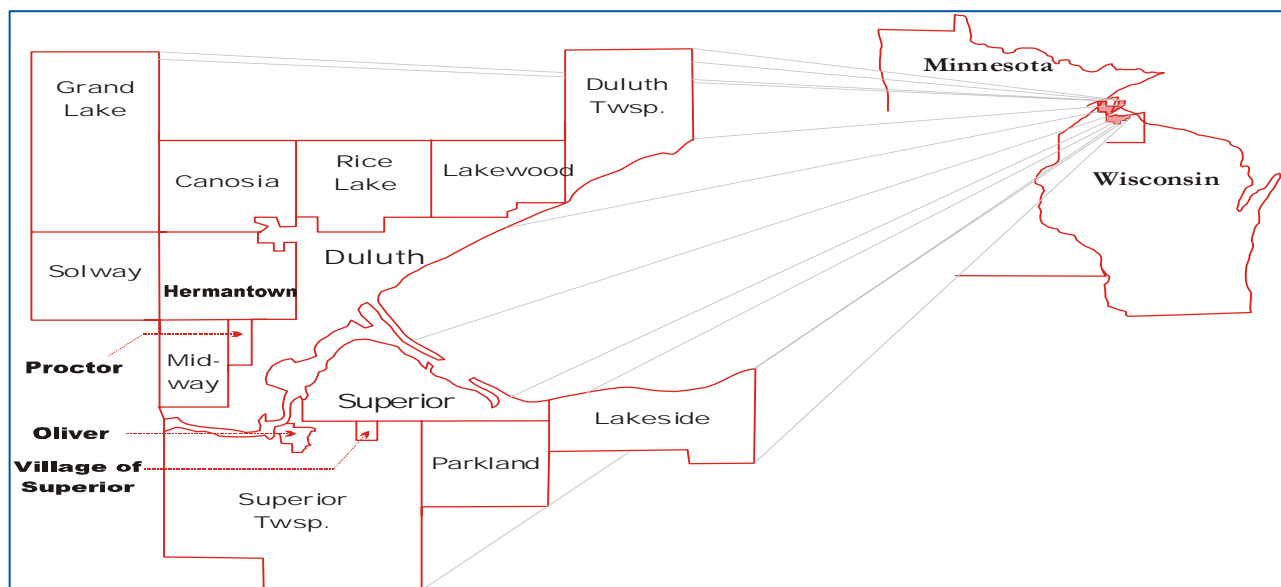 Grand
Lake
Duluth
Twsp.
Minnesota
Canosia
Rice
Lake
Lakewood
Wisconsin
Solway
Duluth
Hermantown
Proctor
Mid-
way
Superior
Lakeside
Oliver
Village of
Superior
Parkland
Superior
Twsp.